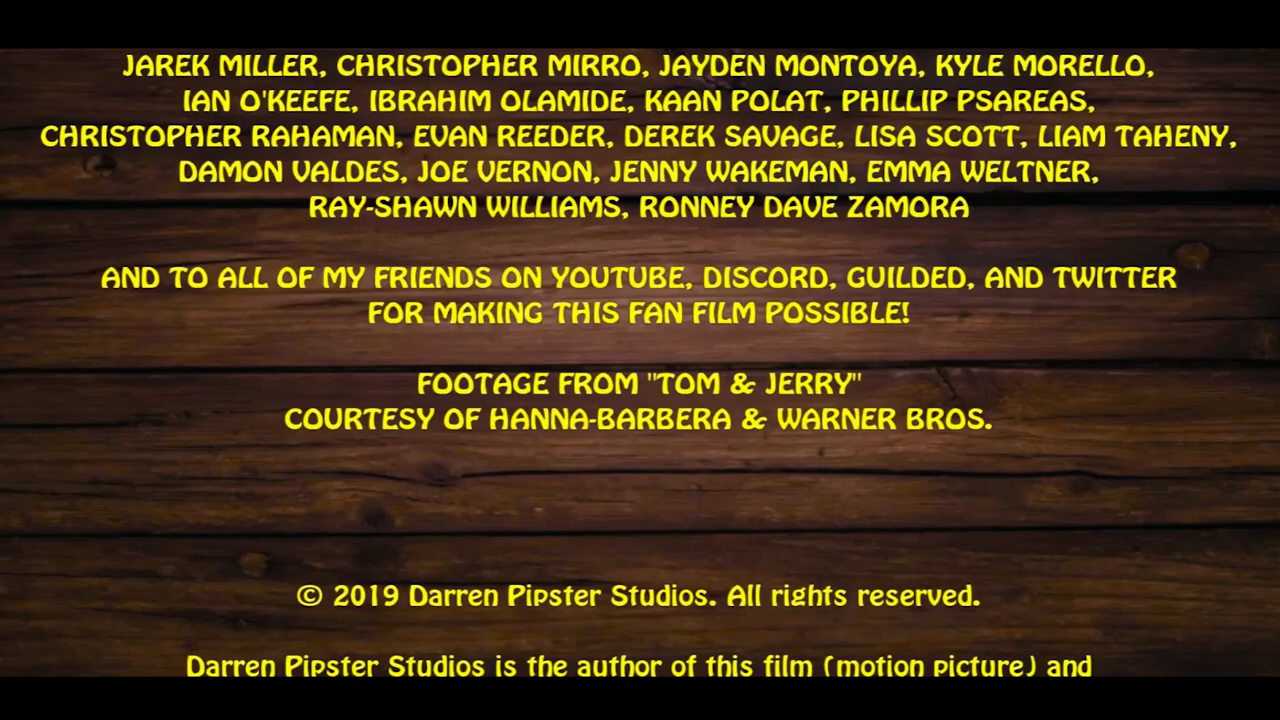 JAREK MILLER, CHRISTOPHER MIRRO, JAYDEN MONTOYA, KYLE MORELLO,
IAN O'KEEFE, IBRAHIM OLAMIDE, KAAN POLAT, PHILLIP PSAREAS,
CHRISTOPHER RAHAMAN, EVAN REEDER, DEREK SAVAGE, LISA SCOTT, LIAM TAHENY,
DAMON VALDES, JOE VERNON, JENNY WAKEMAN, EMMA WELTNER,
RAY-SHAWN WILLIAMS, RONNEY DAVE ZAMORA
AND TO ALL OF MY FRIENDS ON YOUTUBE, DISCORD, GUILDED, AND TWITTER
FOR MAKING THIS FAN FILM POSSIBLE!
FOOTAGE FROM "TOM & JERRY"
COURTESY OF HANNA-BARBERA & WARNER BROS.
© 2019 Darren Pipster Studios. All rights reserved.
Darren Pipster Studios is the author of this film (motion picture) and